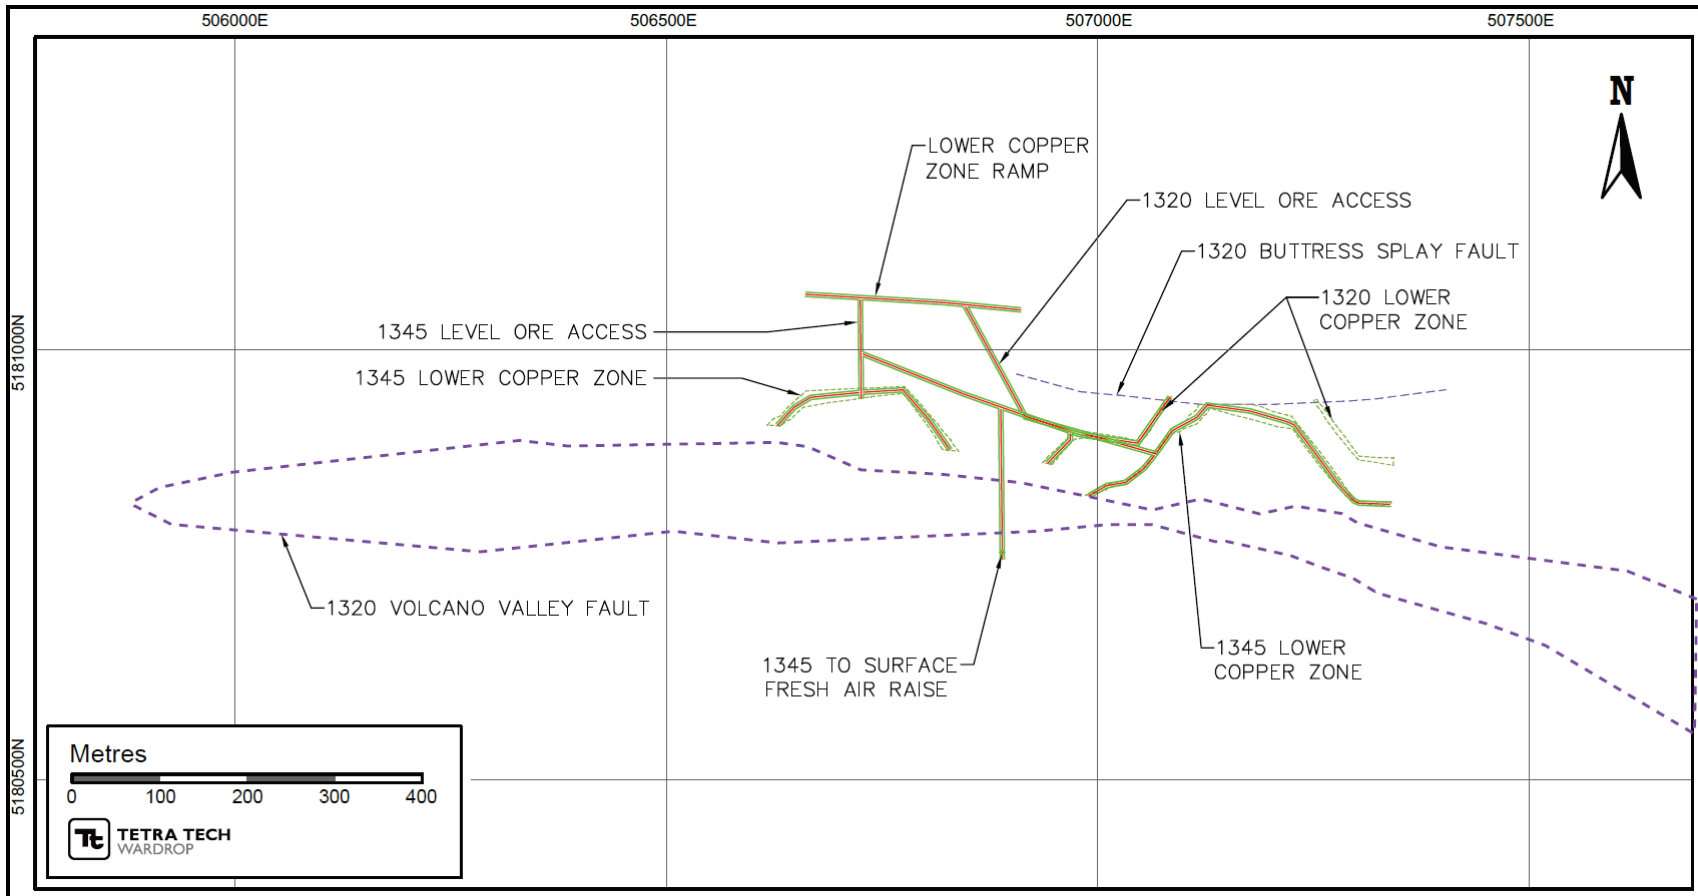 506000E
506500E
507000E
507500E
N
LOWER COPPER
ZONE RAMP
1320 LEVEL ORE ACCESS
1320 BUTTRESS SPLAY FAULT
1320 LOWER
COPPER ZONE
1345 LEVEL ORE ACCESS
5181000N
1345 LOWER COPPER ZONE
1320 VOLCANO VALLEY FAULT
1345 TO SURFACE
FRESH AIR RAISE
1345 LOWER
COPPER ZONE
5180500N
Metres
0 100 200 300 400
Tt TETRA TECH
WARDROP